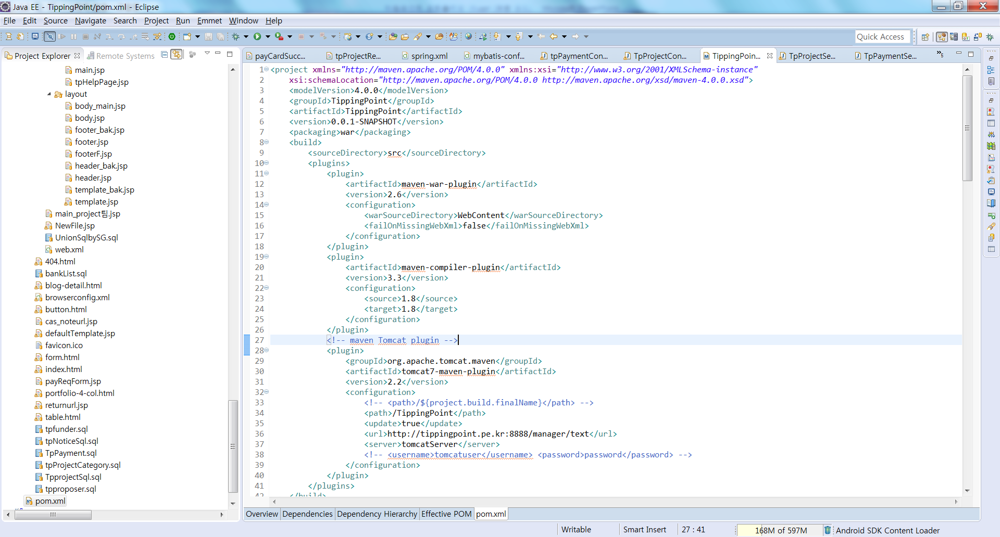 Java EE - TippingPoint/pom.xml - Eclipse
File Edit Source Navigate Search Project Run Emmet Window Help
Quick Access
Project Explorer Remote Systems
payCardSucc... tpProjectRe... spring.xml mybatis-conf... tpPaymentCon... TpProjectCon... TippingPoin... TpProjectSe... TpPaymentSe... »5
main.jsp
tpHelpPage.jsp
layout
body_main.jsp
body.jsp
footer_bak.jsp
footer.jsp
footerF.jsp
header_bak.jsp
header.jsp
template_bak.jsp
template.jsp
main_project팀.jsp
NewFile.jsp
UnionSqlbySG.sql
web.xml
404.html
bankList.sql
blog-detail.html
browserconfig.xml
button.html
cas_noteurl.jsp
defaultTemplate.jsp
favicon.ico
form.html
index.html
payReqForm.jsp
portfolio-4-col.html
returnurl.jsp
table.html
tpfunder.sql
tpNoticeSql.sql
TpPayment.sql
tpProjectCategory.sql
TpprojectSql.sql
tpproposer.sql
pom.xml
1 <project xmlns="http://maven.apache.org/POM/4.0.0" xmlns:xsi="http://www.w3.org/2001/XMLSchema-instance"
2 xsi:schemaLocation="http://maven.apache.org/POM/4.0.0 http://maven.apache.org/xsd/maven-4.0.0.xsd">
3 <modelVersion>4.0.0</modelVersion>
4 <groupId>TippingPoint</groupId>
5 <artifactId>TippingPoint</artifactId>
6 <version>0.0.1-SNAPSHOT</version>
7 <packaging>war</packaging>
8 <build>
9 <sourceDirectory>src</sourceDirectory>
10 <plugins>
11 <plugin>
12 <artifactId>maven-war-plugin</artifactId>
13 <version>2.6</version>
14 <configuration>
15 <warSourceDirectory>WebContent</warSourceDirectory>
16 <failOnMissingWebXml>false</failOnMissingWebXml>
17 </configuration>
18 </plugin>
19 <plugin>
20 <artifactId>maven-compiler-plugin</artifactId>
21 <version>3.3</version>
22 <configuration>
23 <source>1.8</source>
24 <target>1.8</target>
25 </configuration>
26 </plugin>
27 <!-- maven Tomcat plugin -->
28 <plugin>
29 <groupId>org.apache.tomcat.maven</groupId>
30 <artifactId>tomcat7-maven-plugin</artifactId>
31 <version>2.2</version>
32 <configuration>
33 <!-- <path>/${project.build.finalName}</path> -->
34 <path>/TippingPoint</path>
35 <update>true</update>
36 <url>http://tippingpoint.pe.kr:8888/manager/text</url>
37 <server>tomcatServer</server>
38 <!-- <username>tomcatuser</username> <password>password</password> -->
39 </configuration>
40 </plugin>
41 </plugins>
42 </build>
Overview Dependencies Dependency Hierarchy Effective POM pom.xml
Writable Smart Insert 27 : 41 168M of 597M Android SDK Content Loader